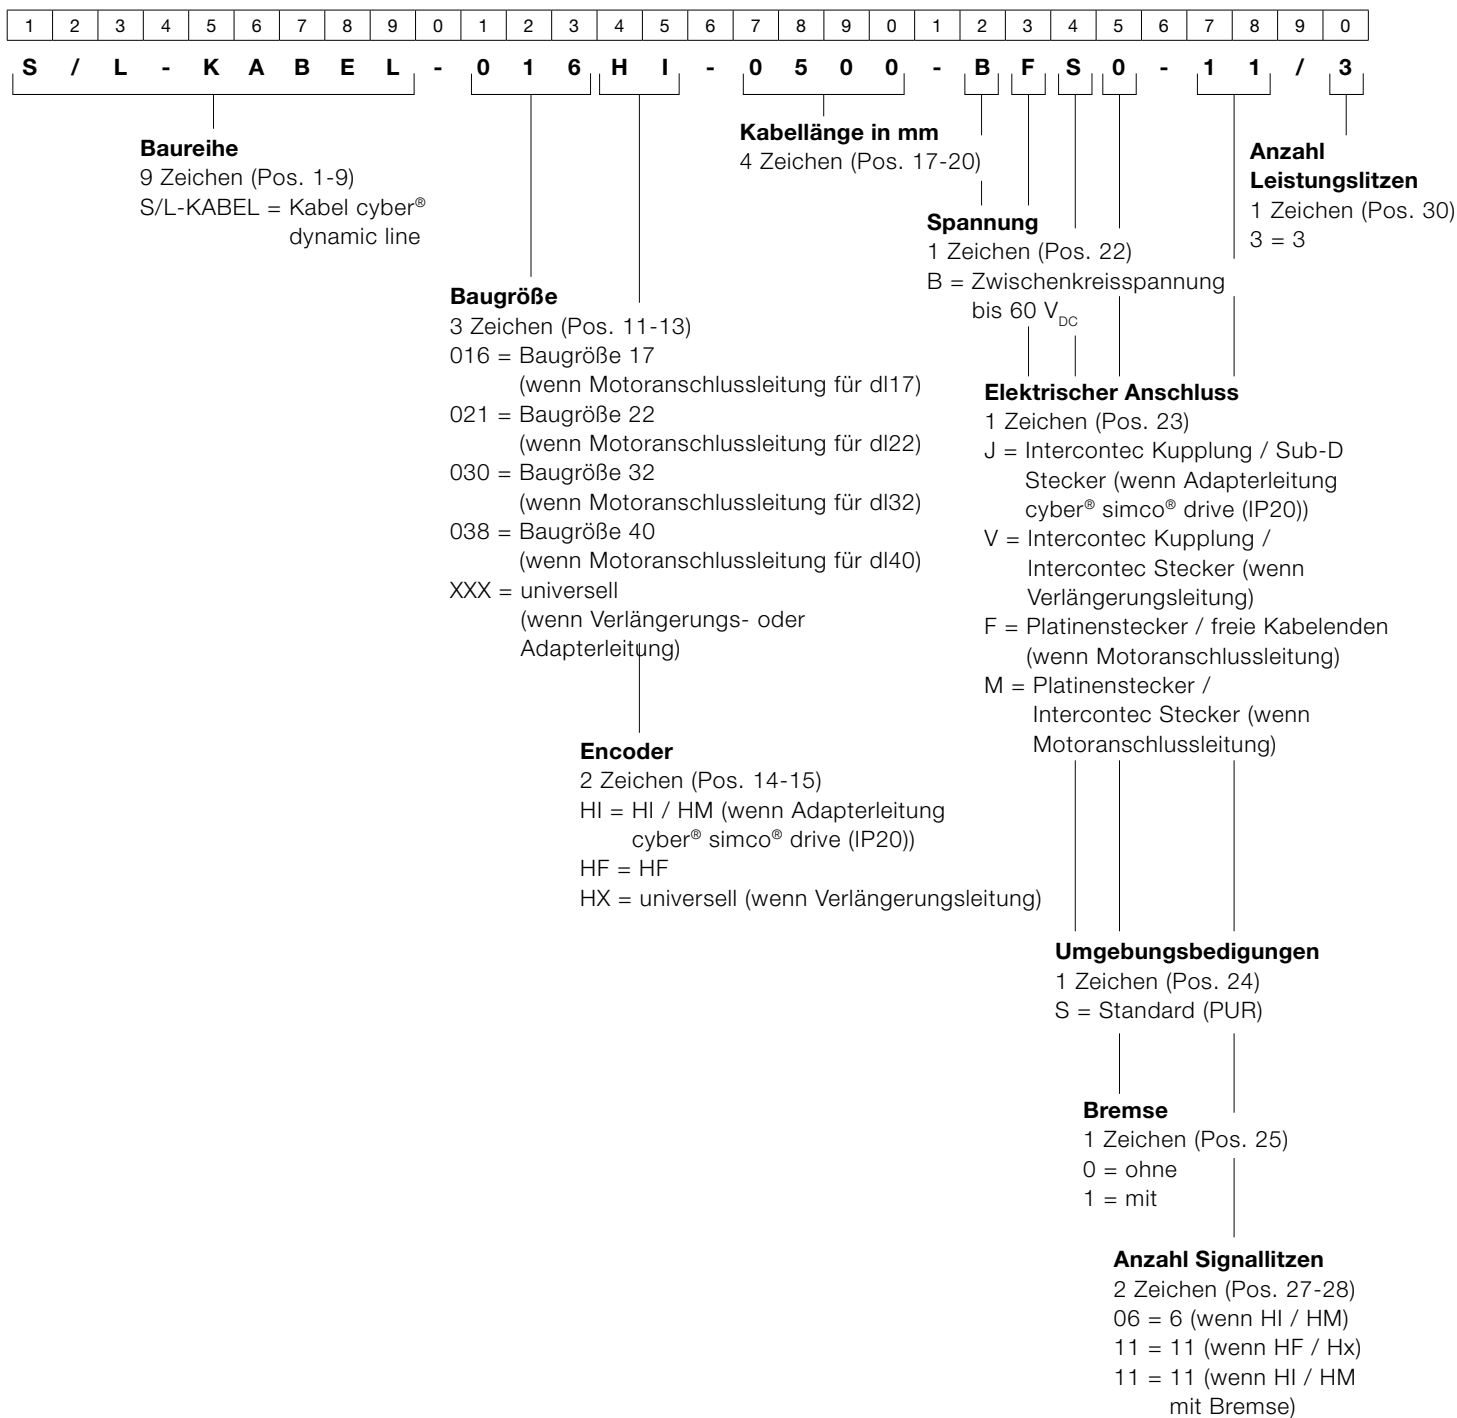 1 2 3 4 5 6 7 8 9 0 1 2 3 4 5 6 7 8 9 0 1 2 3 4 5 6 7 8 9 0
S / L - K A B E L - 0 1 6 H I - 0 5 0 0 - B F S 0 - 1 1 / 3
Baureihe
9 Zeichen (Pos. 1-9)
S/L-KABEL = Kabel cyber®
dynamic line
Baugröße
3 Zeichen (Pos. 11-13)
016 = Baugröße 17
(wenn Motoranschlussleitung für dl17)
021 = Baugröße 22
(wenn Motoranschlussleitung für dl22)
030 = Baugröße 32
(wenn Motoranschlussleitung für dl32)
038 = Baugröße 40
(wenn Motoranschlussleitung für dl40)
XXX = universell
(wenn Verlängerungs- oder
Adapterleitung)
Encoder
2 Zeichen (Pos. 14-15)
HI = HI / HM (wenn Adapterleitung
cyber® simco® drive (IP20))
HF = HF
HX = universell (wenn Verlängerungsleitung)
Kabellänge in mm
4 Zeichen (Pos. 17-20)
Spannung
1 Zeichen (Pos. 22)
B = Zwischenkreisspannung
bis 60 VDC
Elektrischer Anschluss
1 Zeichen (Pos. 23)
J = Intercontec Kupplung / Sub-D
Stecker (wenn Adapterleitung
cyber® simco® drive (IP20))
V = Intercontec Kupplung /
Intercontec Stecker (wenn
Verlängerungsleitung)
F = Platinenstecker / freie Kabelenden
(wenn Motoranschlussleitung)
M = Platinenstecker /
Intercontec Stecker (wenn
Motoranschlussleitung)
Umgebungsbedigungen
1 Zeichen (Pos. 24)
S = Standard (PUR)
Bremse
1 Zeichen (Pos. 25)
0 = ohne
1 = mit
Anzahl Signallitzen
2 Zeichen (Pos. 27-28)
06 = 6 (wenn HI / HM)
11 = 11 (wenn HF / Hx)
11 = 11 (wenn HI / HM
mit Bremse)
Anzahl
Leistungslitzen
1 Zeichen (Pos. 30)
3 = 3